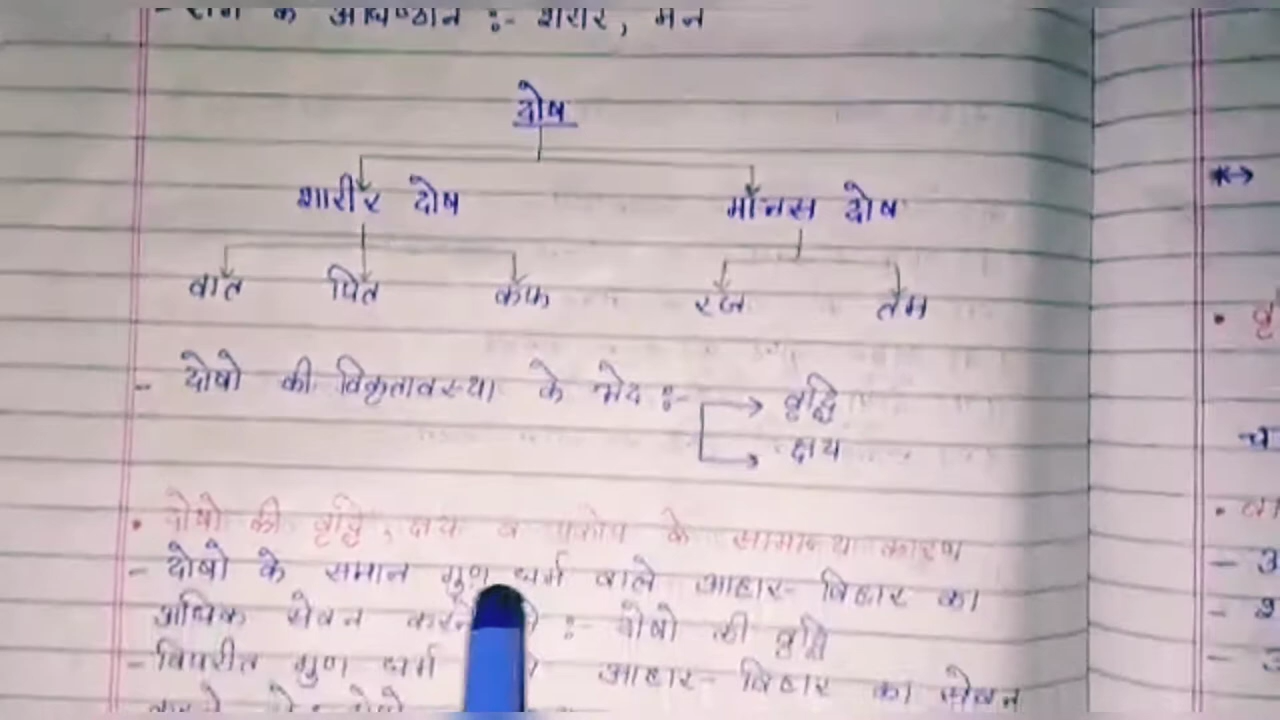 - रोग के अधिष्ठान :- शरीर, मन
दोष
शारीर दोष मानस दोष
वात पित कफ रज तम
- दोषो की विकृतावस्था के भेद :- → वृद्धि
→ क्षय
• दोषो की वृद्धि, क्षय व प्रकोप के सामान्य कारण
- दोषो के समान गुण धर्म वाले आहार- विहार का
अधिक सेवन करने :- दोषो की वृद्धि
- विपरीत गुण धर्म आहार- विहार का सेवन